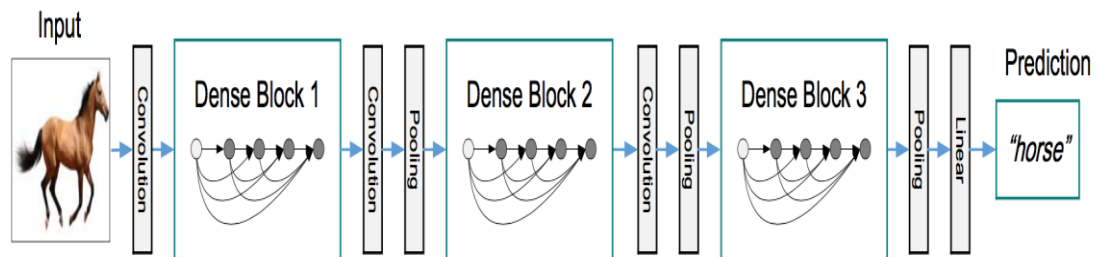 Input
Convolution
Dense Block 1
Convolution
Pooling
Dense Block 2
Convolution
Pooling
Dense Block 3
Pooling
Linear
Prediction
“horse”